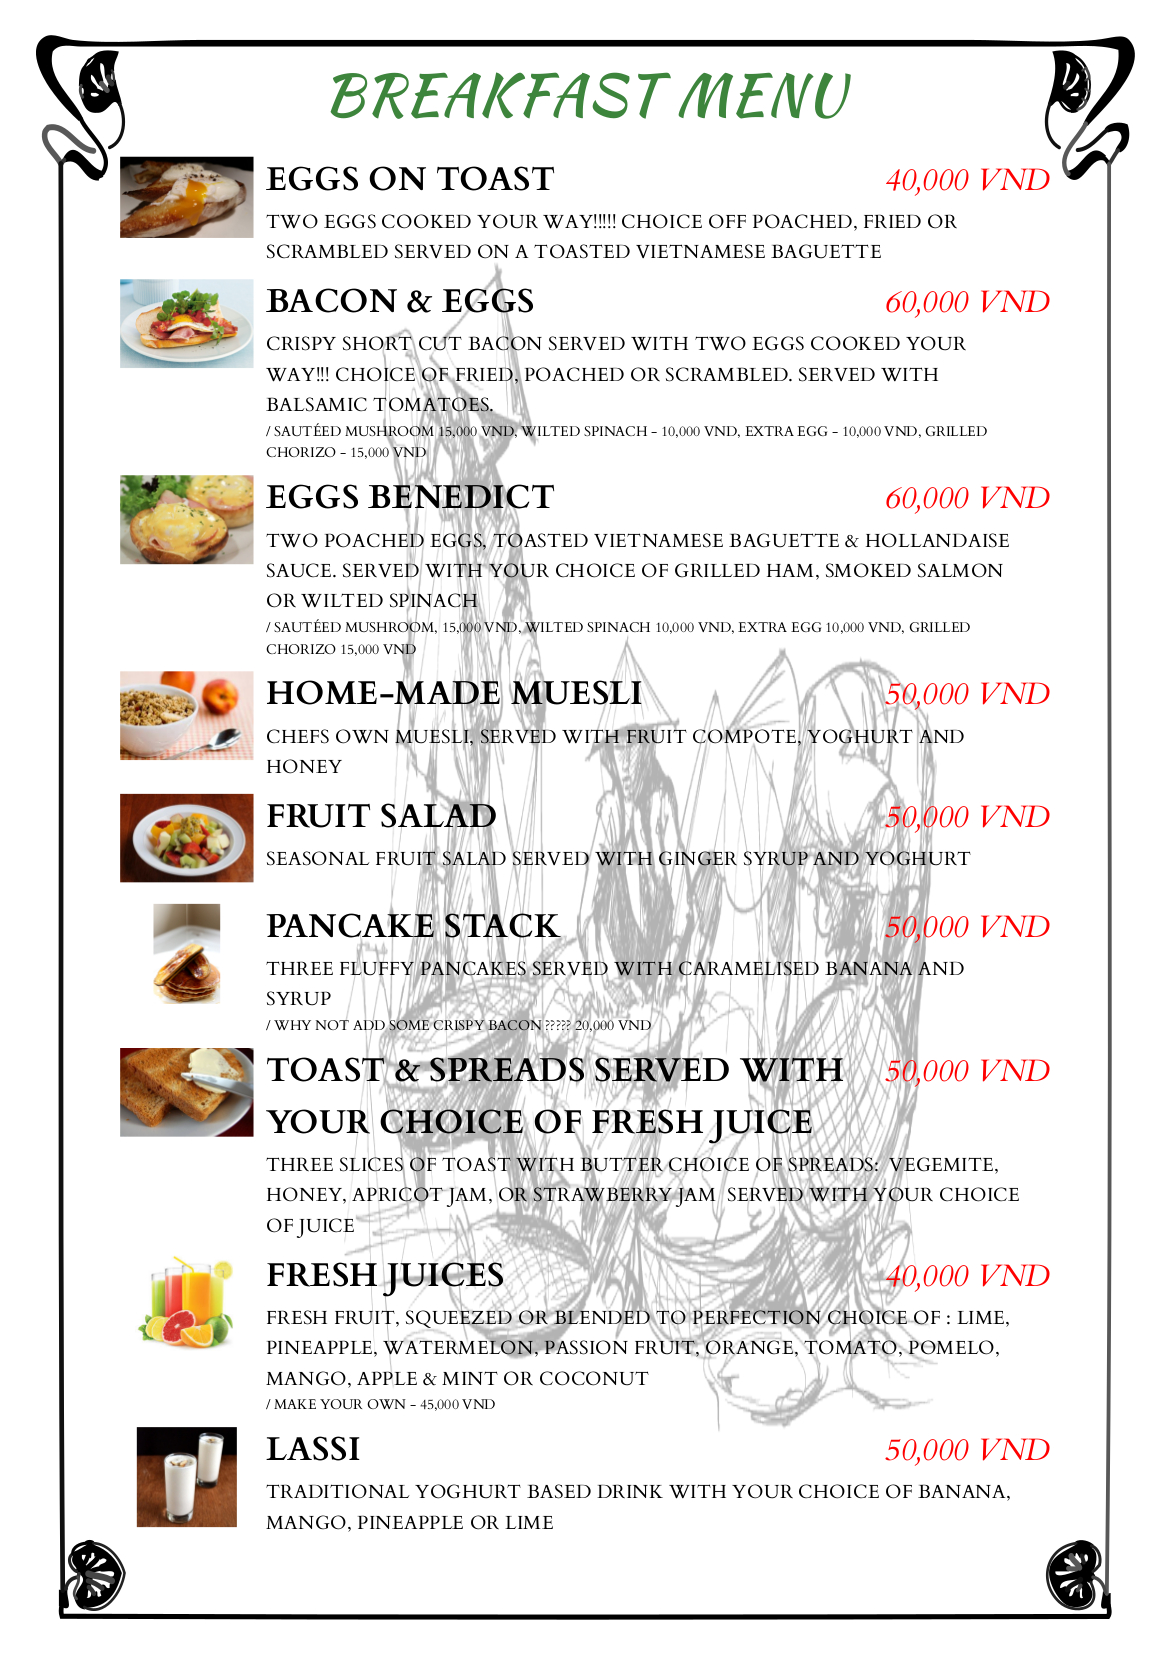 BREAKFAST MENU
EGGS ON TOAST 40,000 VND
TWO EGGS COOKED YOUR WAY!!!!! CHOICE OFF POACHED, FRIED OR
SCRAMBLED SERVED ON A TOASTED VIETNAMESE BAGUETTE
BACON & EGGS 60,000 VND
CRISPY SHORT CUT BACON SERVED WITH TWO EGGS COOKED YOUR
WAY!!! CHOICE OF FRIED, POACHED OR SCRAMBLED. SERVED WITH
BALSAMIC TOMATOES.
/ SAUTÉED MUSHROOM 15,000 VND, WILTED SPINACH - 10,000 VND, EXTRA EGG - 10,000 VND, GRILLED
CHORIZO - 15,000 VND
EGGS BENEDICT 60,000 VND
TWO POACHED EGGS, TOASTED VIETNAMESE BAGUETTE & HOLLANDAISE
SAUCE. SERVED WITH YOUR CHOICE OF GRILLED HAM, SMOKED SALMON
OR WILTED SPINACH
/ SAUTÉED MUSHROOM, 15,000 VND, WILTED SPINACH 10,000 VND, EXTRA EGG 10,000 VND, GRILLED
CHORIZO 15,000 VND
HOME-MADE MUESLI 50,000 VND
CHEFS OWN MUESLI, SERVED WITH FRUIT COMPOTE, YOGHURT AND
HONEY
FRUIT SALAD 50,000 VND
SEASONAL FRUIT SALAD SERVED WITH GINGER SYRUP AND YOGHURT
PANCAKE STACK 50,000 VND
THREE FLUFFY PANCAKES SERVED WITH CARAMELISED BANANA AND
SYRUP
/ WHY NOT ADD SOME CRISPY BACON ????? 20,000 VND
TOAST & SPREADS SERVED WITH 50,000 VND
YOUR CHOICE OF FRESH JUICE
THREE SLICES OF TOAST WITH BUTTER CHOICE OF SPREADS: VEGEMITE,
HONEY, APRICOT JAM, OR STRAWBERRY JAM SERVED WITH YOUR CHOICE
OF JUICE
FRESH JUICES 40,000 VND
FRESH FRUIT, SQUEEZED OR BLENDED TO PERFECTION CHOICE OF : LIME,
PINEAPPLE, WATERMELON, PASSION FRUIT, ORANGE, TOMATO, POMELO,
MANGO, APPLE & MINT OR COCONUT
/ MAKE YOUR OWN - 45,000 VND
LASSI 50,000 VND
TRADITIONAL YOGHURT BASED DRINK WITH YOUR CHOICE OF BANANA,
MANGO, PINEAPPLE OR LIME